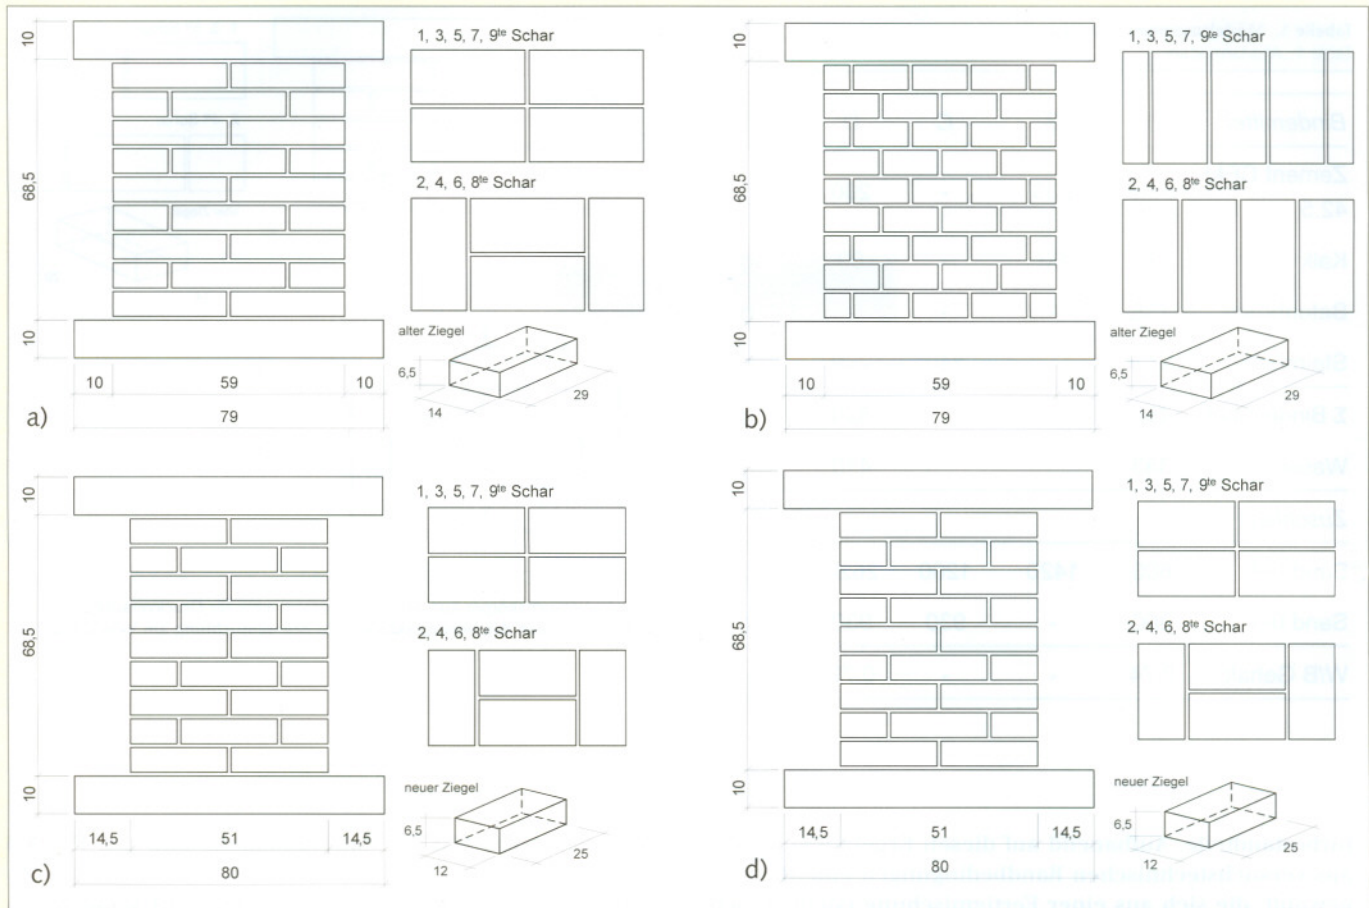 10
68,5
10
10 59 10
79
a)
1, 3, 5, 7, 9te Schar
2, 4, 6, 8te Schar
alter Ziegel
6,5
14
29
10
68,5
10
10 59 10
79
b)
1, 3, 5, 7, 9te Schar
2, 4, 6, 8te Schar
alter Ziegel
6,5
14
29
10
68,5
10
14,5 51 14,5
80
c)
1, 3, 5, 7, 9te Schar
2, 4, 6, 8te Schar
neuer Ziegel
6,5
12
25
10
68,5
10
14,5 51 14,5
80
d)
1, 3, 5, 7, 9te Schar
2, 4, 6, 8te Schar
neuer Ziegel
6,5
12
25